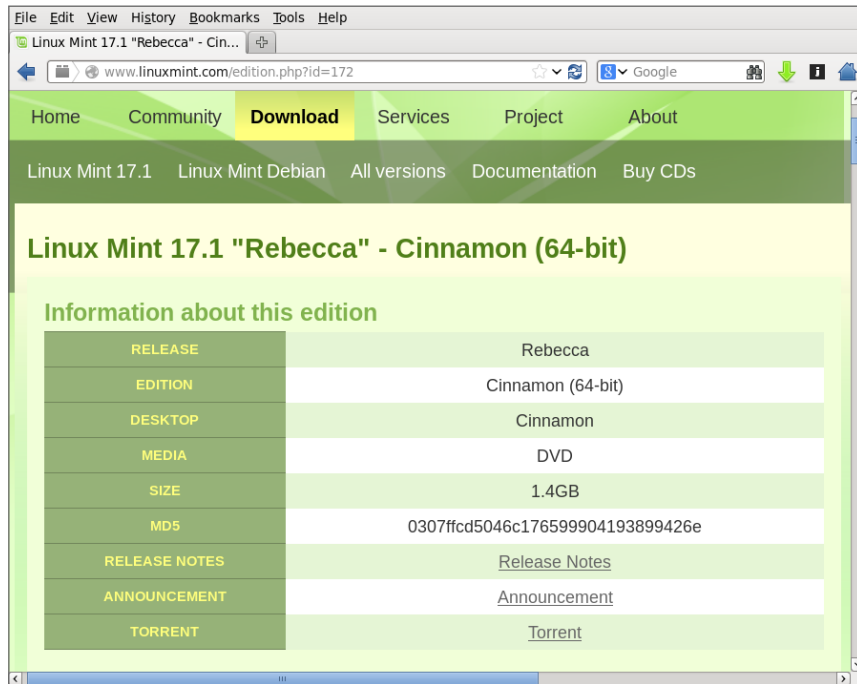 File Edit View History Bookmarks Tools Help
Linux Mint 17.1 "Rebecca" - Cin...
www.linuxmint.com/edition.php?id=172
Google
Home Community Download Services Project About
Linux Mint 17.1 Linux Mint Debian All versions Documentation Buy CDs
Linux Mint 17.1 "Rebecca" - Cinnamon (64-bit)
Information about this edition
RELEASE Rebecca
EDITION Cinnamon (64-bit)
DESKTOP Cinnamon
MEDIA DVD
SIZE 1.4GB
MD5 0307ffcd5046c176599904193899426e
RELEASE NOTES Release Notes
ANNOUNCEMENT Announcement
TORRENT Torrent